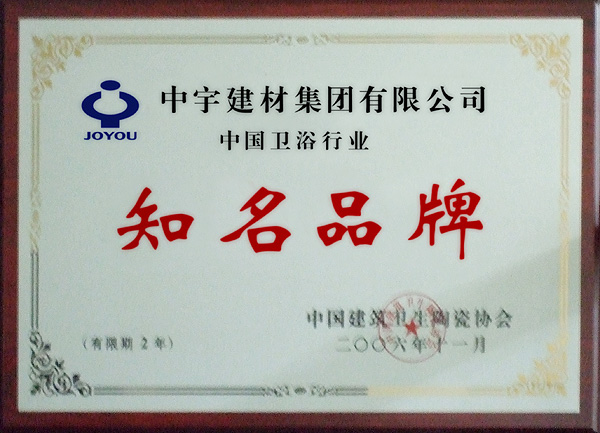 中宇建材集团有限公司
JOYOU
中国卫浴行业
知名品牌
中国建筑卫生陶瓷协会
(有限期 2 年)
二〇〇六年十一月